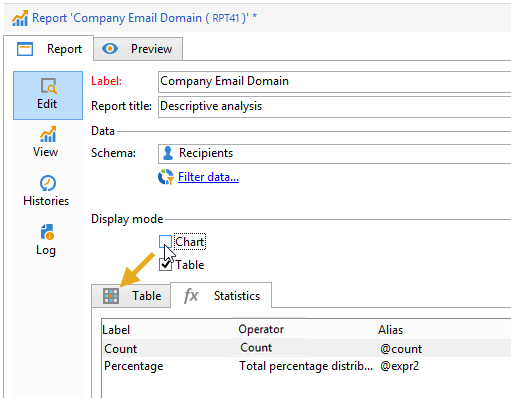 Report 'Company Email Domain ( RPT41 )' *
Report Preview
Edit
View
Histories
Log
Label: Company Email Domain
Report title: Descriptive analysis
Data
Schema: Recipients
Filter data...
Display mode
Chart
Table
Table fx Statistics
Label Operator Alias
Count Count @count
Percentage Total percentage distrib... @expr2